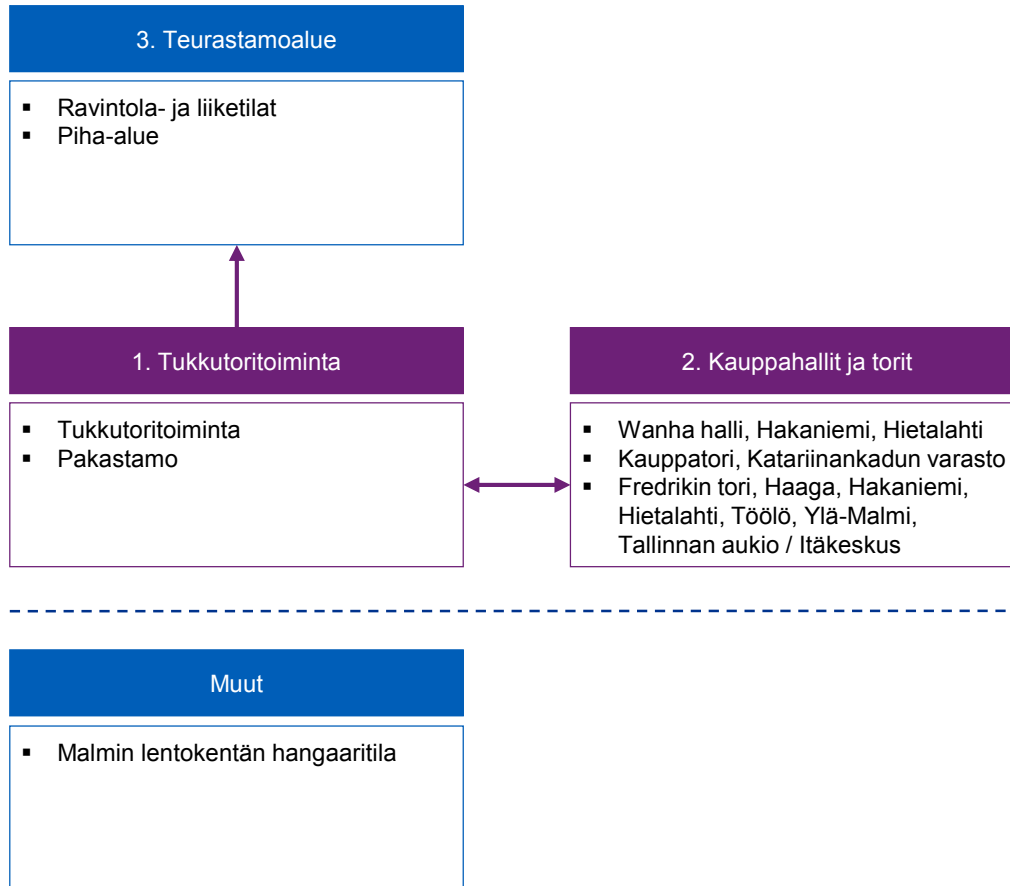 3. Teurastamoalue
▪ Ravintola- ja liiketilat
▪ Piha-alue
1. Tukkutoritoiminta
▪ Tukkutoritoiminta
▪ Pakastamo
2. Kauppahallit ja torit
▪ Wanha halli, Hakaniemi, Hietalahti
▪ Kauppatori, Katariinankadun varasto
▪ Fredrikin tori, Haaga, Hakaniemi,
Hietalahti, Töölö, Ylä-Malmi,
Tallinnan aukio / Itäkeskus
Muut
▪ Malmin lentokentän hangaaritila